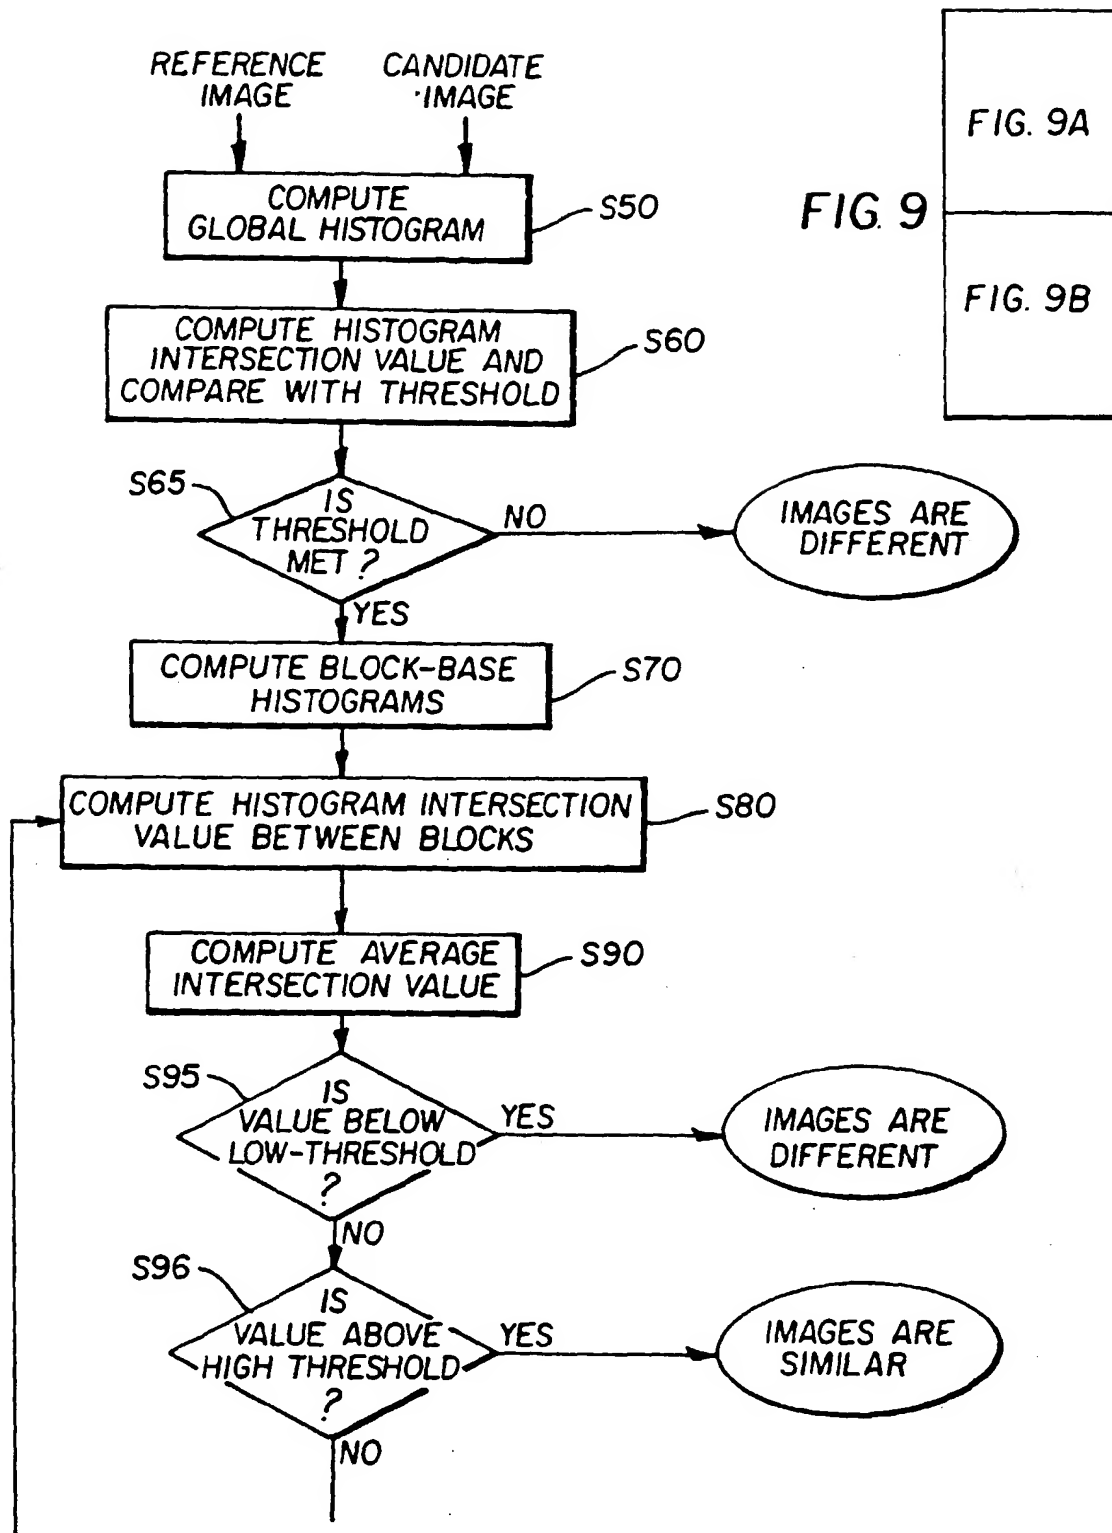 REFERENCE IMAGE
CANDIDATE IMAGE
FIG. 9
FIG. 9A
FIG. 9B
COMPUTE
GLOBAL HISTOGRAM
S50
COMPUTE HISTOGRAM
INTERSECTION VALUE AND
COMPARE WITH THRESHOLD
S60
S65
IS
THRESHOLD
MET ?
NO
IMAGES ARE
DIFFERENT
YES
COMPUTE BLOCK-BASE
HISTOGRAMS
S70
COMPUTE HISTOGRAM INTERSECTION
VALUE BETWEEN BLOCKS
S80
COMPUTE AVERAGE
INTERSECTION VALUE
S90
S95
IS
VALUE BELOW
LOW-THRESHOLD
?
YES
IMAGES ARE
DIFFERENT
NO
S96
IS
VALUE ABOVE
HIGH THRESHOLD
?
YES
IMAGES ARE
SIMILAR
NO